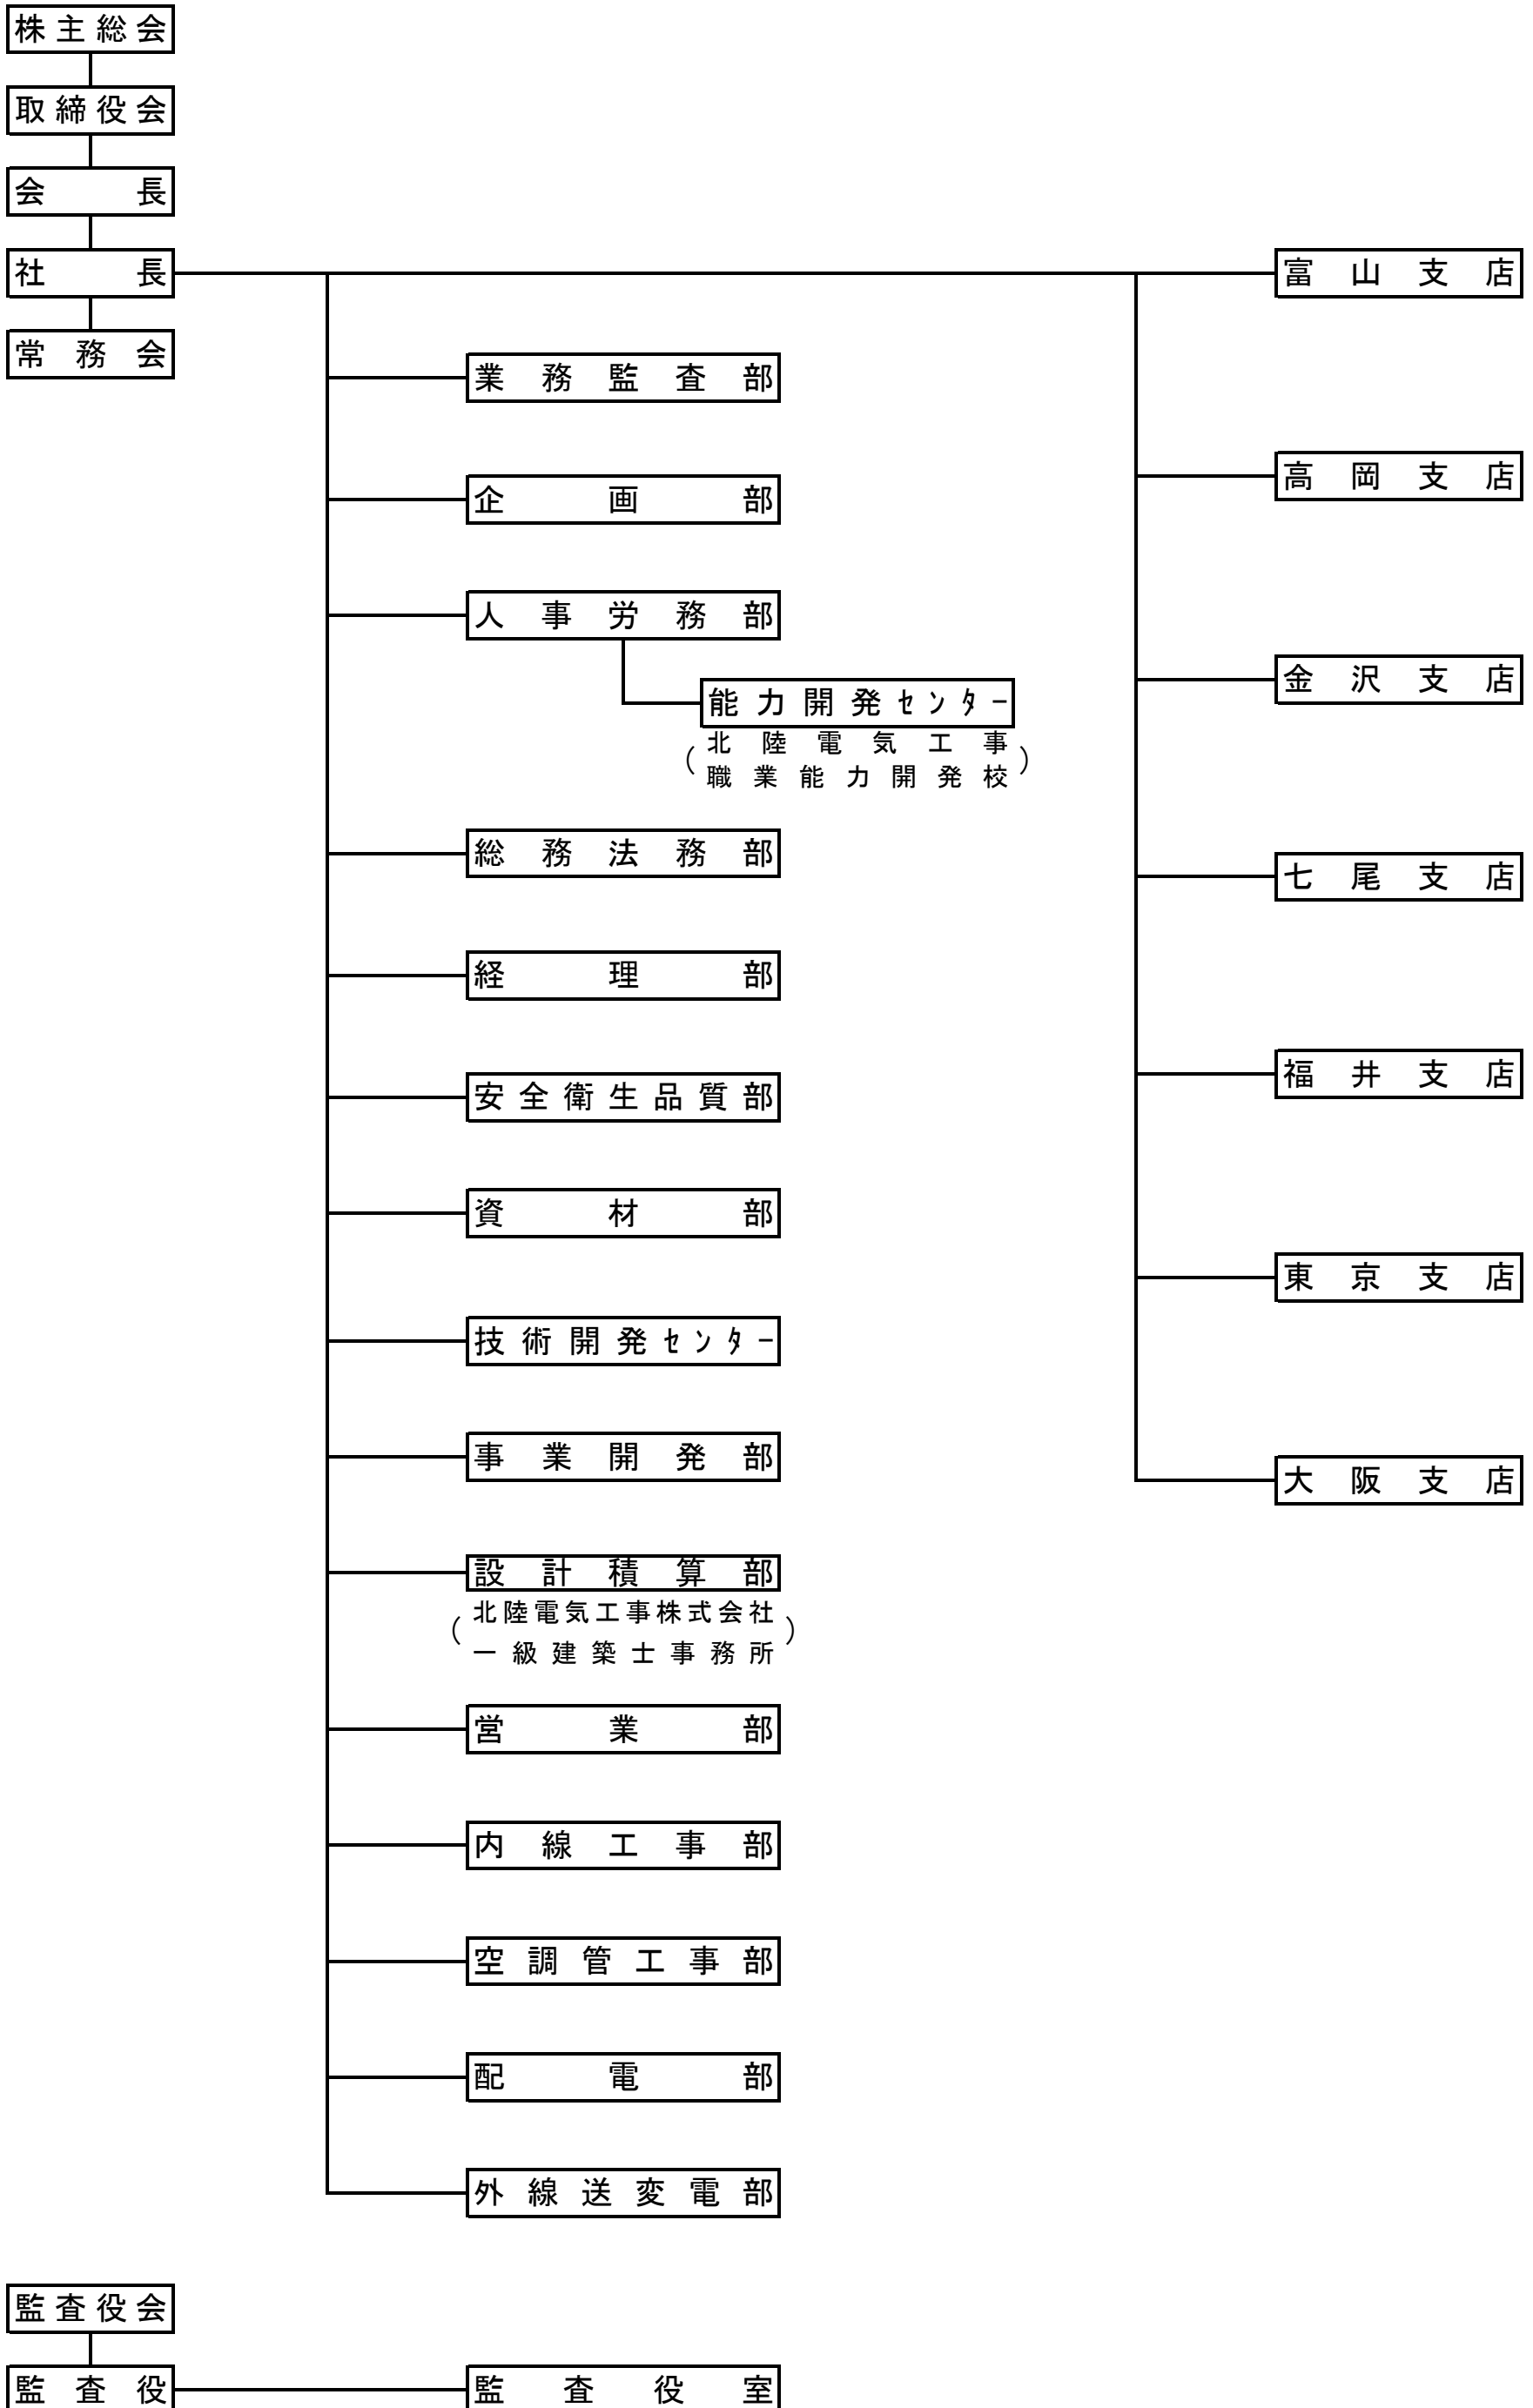 株主総会
取締役会
会長
社長
常務会
業務監査部
企画部
人事労務部
能力開発ｾﾝﾀｰ
（北陸電気工事
職業能力開発校）
総務法務部
経理部
安全衛生品質部
資材部
技術開発ｾﾝﾀｰ
事業開発部
設計積算部
（北陸電気工事株式会社
一級建築士事務所）
営業部
内線工事部
空調管工事部
配電部
外線送変電部
富山支店
高岡支店
金沢支店
七尾支店
福井支店
東京支店
大阪支店
監査役会
監査役
監査役室